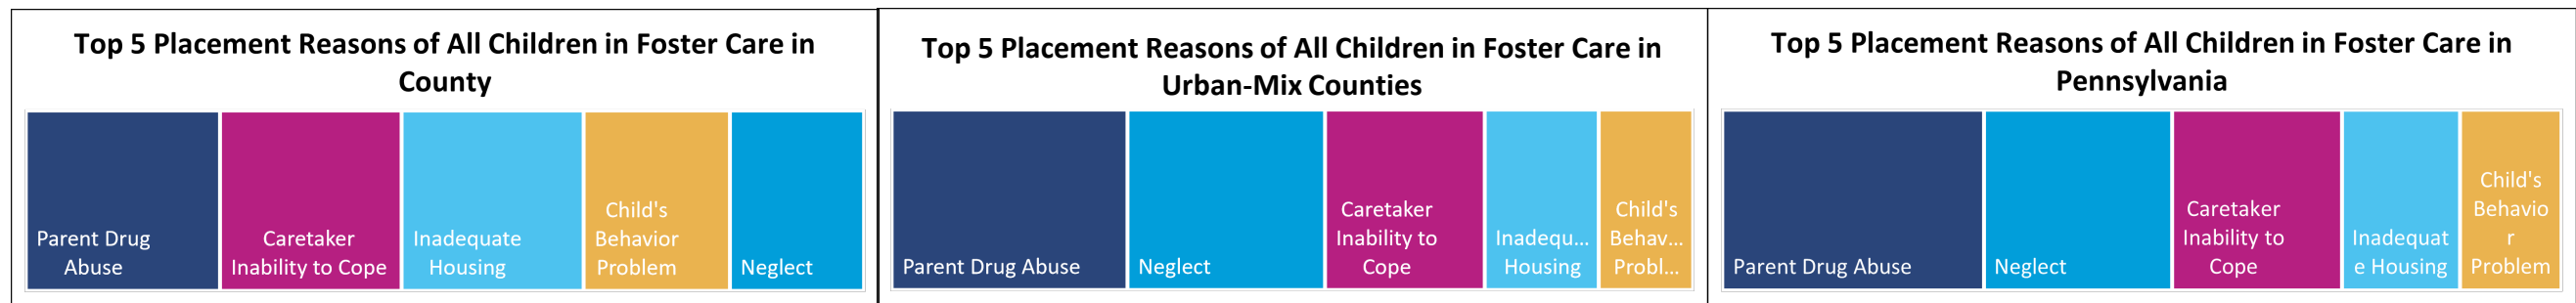 Top 5 Placement Reasons of All Children in Foster Care in
County
Parent Drug
Abuse
Caretaker
Inability to Cope
Inadequate
Housing
Child's
Behavior
Problem
Neglect
Top 5 Placement Reasons of All Children in Foster Care in
Urban-Mix Counties
Parent Drug Abuse
Neglect
Caretaker
Inability to
Cope
Inadequ...
Housing
Child's
Behav...
Probl...
Top 5 Placement Reasons of All Children in Foster Care in
Pennsylvania
Parent Drug Abuse
Neglect
Caretaker
Inability to
Cope
Inadequat
e Housing
Child's
Behavio
r
Problem